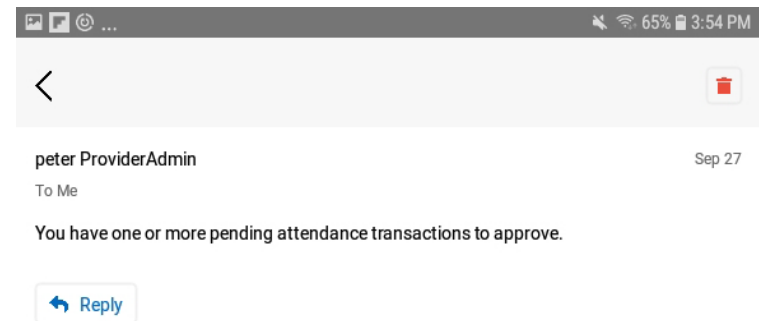 ... 65% 3:54 PM
peter ProviderAdmin Sep 27
To Me
You have one or more pending attendance transactions to approve.
Reply